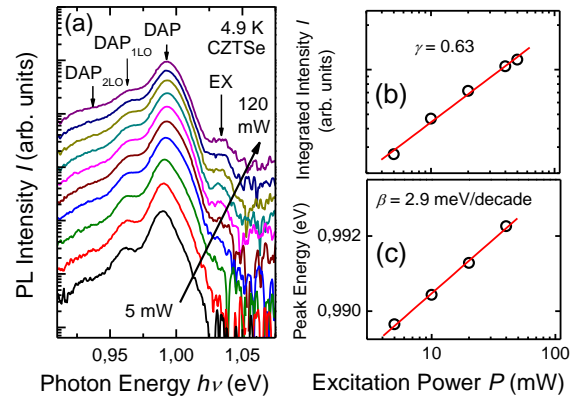 (a)
DAP
4.9 K
CZTSe
DAP1LO
DAP2LO
EX
120
mW
5 mW
PL Intensity I (arb. units)
0,95
1,00
1,05
Photon Energy hν (eV)
γ = 0.63
(b)
Integrated Intensity I
(arb. units)
β = 2.9 meV/decade
(c)
0,992
0,990
Peak Energy (eV)
10
100
Excitation Power P (mW)